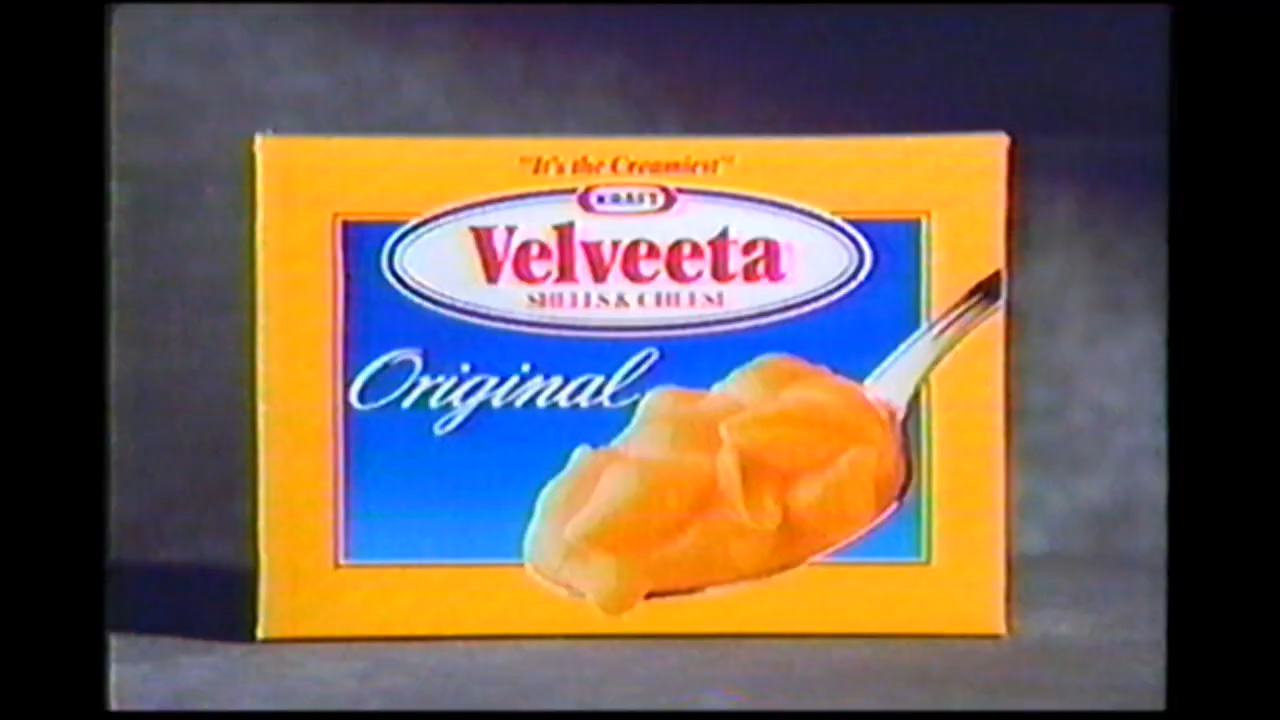 "It's the Creamiest"
KRAFT
Velveeta
SHELLS & CHEESE
Original